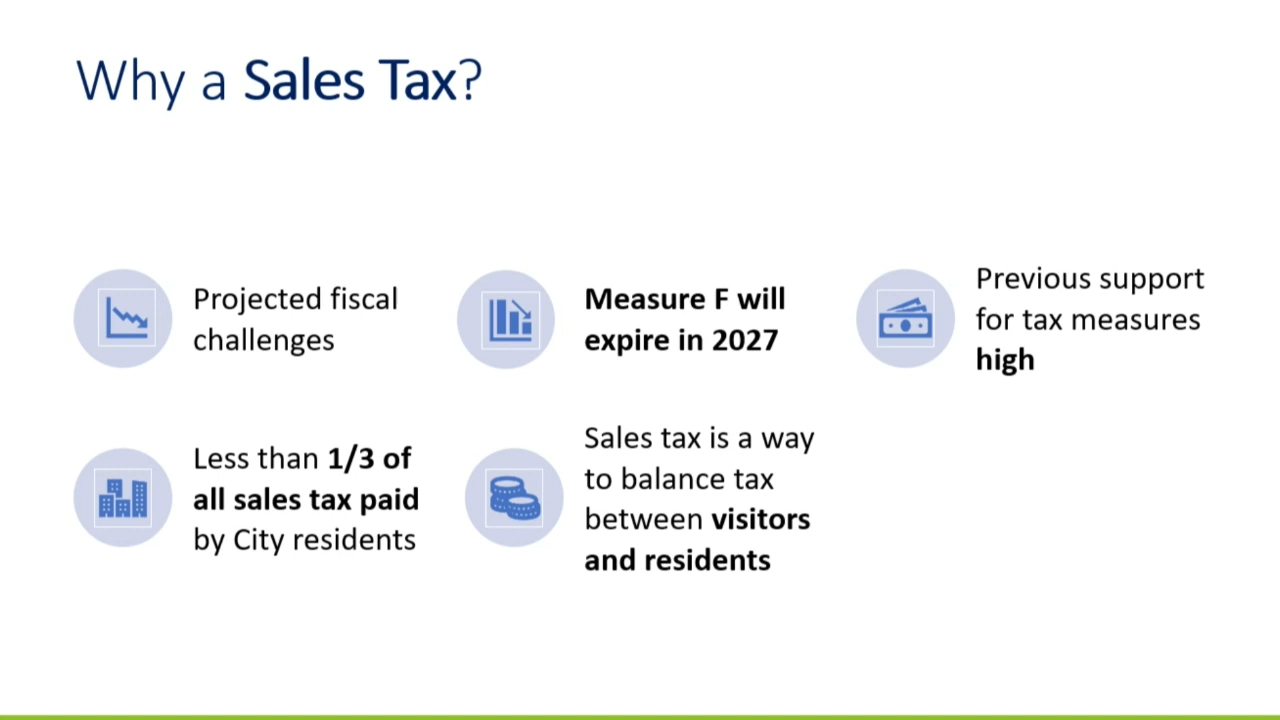 Why a Sales Tax?
Projected fiscal
challenges
Measure F will
expire in 2027
Previous support
for tax measures
high
Less than 1/3 of
all sales tax paid
by City residents
Sales tax is a way
to balance tax
between visitors
and residents